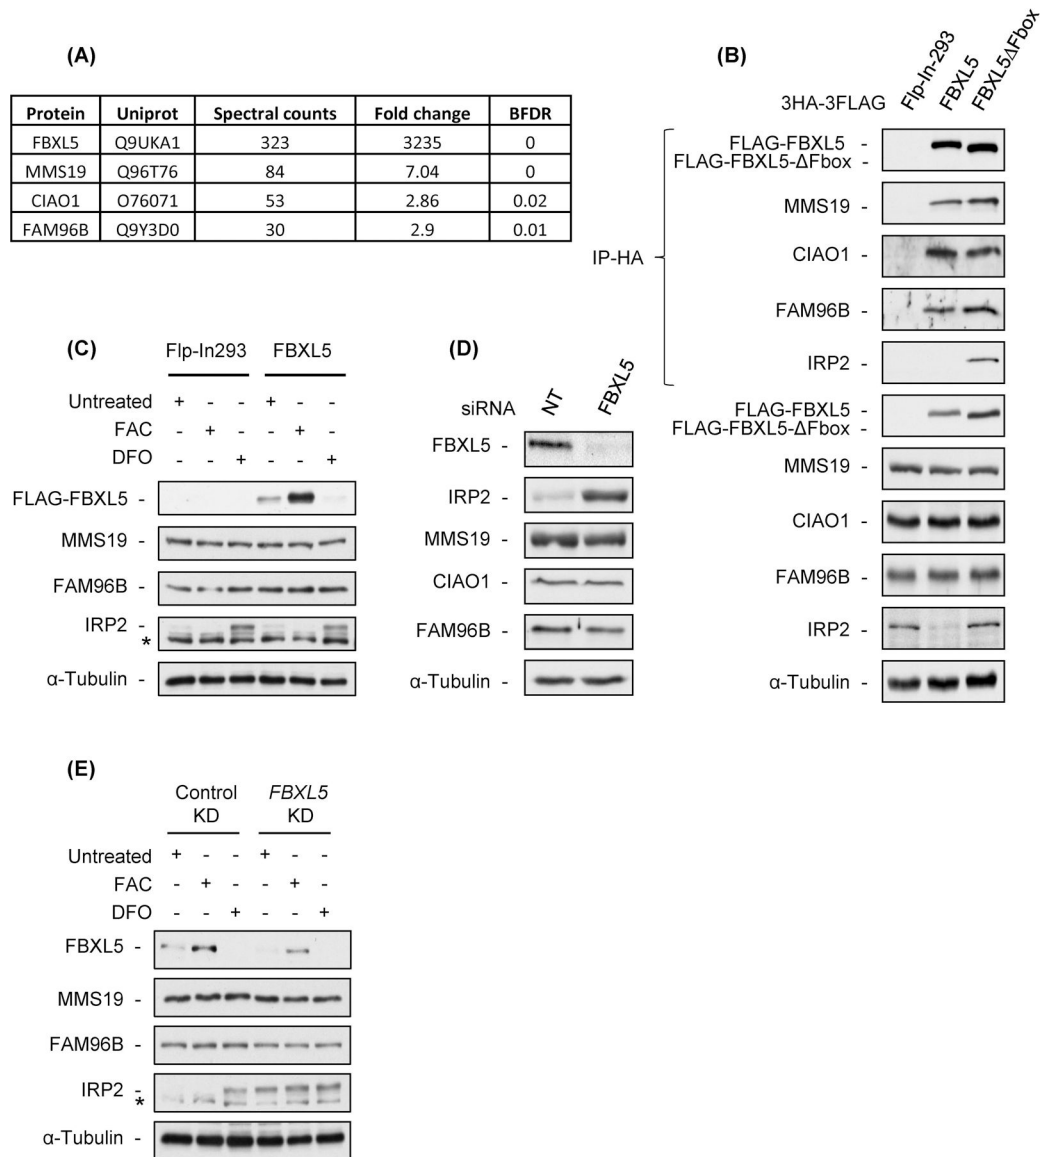 (A)
Protein Uniprot Spectral counts Fold change BFDR
FBXL5 Q9UKA1 323 3235 0
MMS19 Q96T76 84 7.04 0
CIAO1 O76071 53 2.86 0.02
FAM96B Q9Y3D0 30 2.9 0.01
(B)
3HA-3FLAG Flp-In-293 FBXL5 FBXL5ΔFbox
IP-HA
FLAG-FBXL5 -
FLAG-FBXL5-ΔFbox -
MMS19 -
CIAO1 -
FAM96B -
IRP2 -
FLAG-FBXL5 -
FLAG-FBXL5-ΔFbox -
MMS19 -
CIAO1 -
FAM96B -
IRP2 -
α-Tubulin -
(C)
Flp-In293 FBXL5
Untreated + - - + - -
FAC - + - - + -
DFO - - + - - +
FLAG-FBXL5 -
MMS19 -
FAM96B -
IRP2 -
*
α-Tubulin -
(D)
siRNA NT FBXL5
FBXL5 -
IRP2 -
MMS19 -
CIAO1 -
FAM96B -
α-Tubulin -
(E)
Control FBXL5
KD KD
Untreated + - - + - -
FAC - + - - + -
DFO - - + - - +
FBXL5 -
MMS19 -
FAM96B -
IRP2 -
*
α-Tubulin -